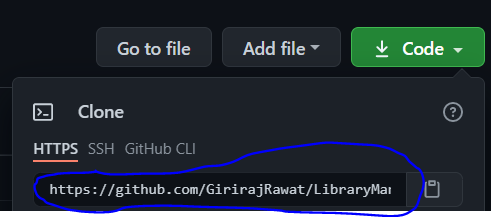 Go to file Add file Code
Clone
HTTPS SSH GitHub CLI
https://github.com/GirirajRawat/LibraryMa